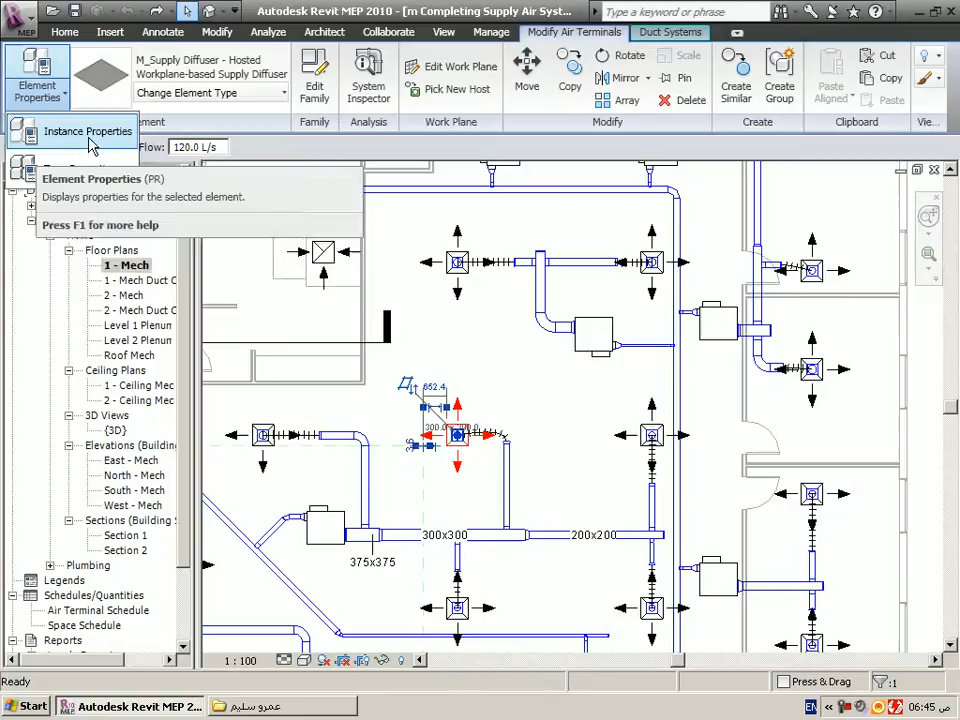 Autodesk Revit MEP 2010 - [m Completing Supply Air Sy...
Type a keyword or phrase
MEP
Home Insert Annotate Modify Analyze Architect Collaborate View Manage Modify Air Terminals Duct Systems
Element
Properties
M_Supply Diffuser - Hosted
Workplane-based Supply Diffuser
Change Element Type
Edit
Family
System
Inspector
Edit Work Plane
Pick New Host
Move
Copy
Rotate
Mirror
Array
Scale
Pin
Delete
Create
Similar
Create
Group
Paste
Aligned
Cut
Copy
Paste
ement
Family
Analysis
Work Plane
Modify
Create
Clipboard
Vie...
Instance Properties
Flow: 120.0 L/s
Element Properties (PR)
Displays properties for the selected element.
Press F1 for more help
Floor Plans
1 - Mech
1 - Mech Duct C
2 - Mech
2 - Mech Duct C
Level 1 Plenum
Level 2 Plenum
Roof Mech
Ceiling Plans
1 - Ceiling Mec
2 - Ceiling Mec
3D Views
{3D}
Elevations (Building
East - Mech
North - Mech
South - Mech
West - Mech
Sections (Building S
Section 1
Section 2
Plumbing
Legends
Schedules/Quantities
Air Terminal Schedule
Space Schedule
Reports
652.4
300x300
200x200
375x375
1 : 100
Ready
Press & Drag
:1
Start
Autodesk Revit MEP 2...
عمرو سليم
EN
06:45 ص